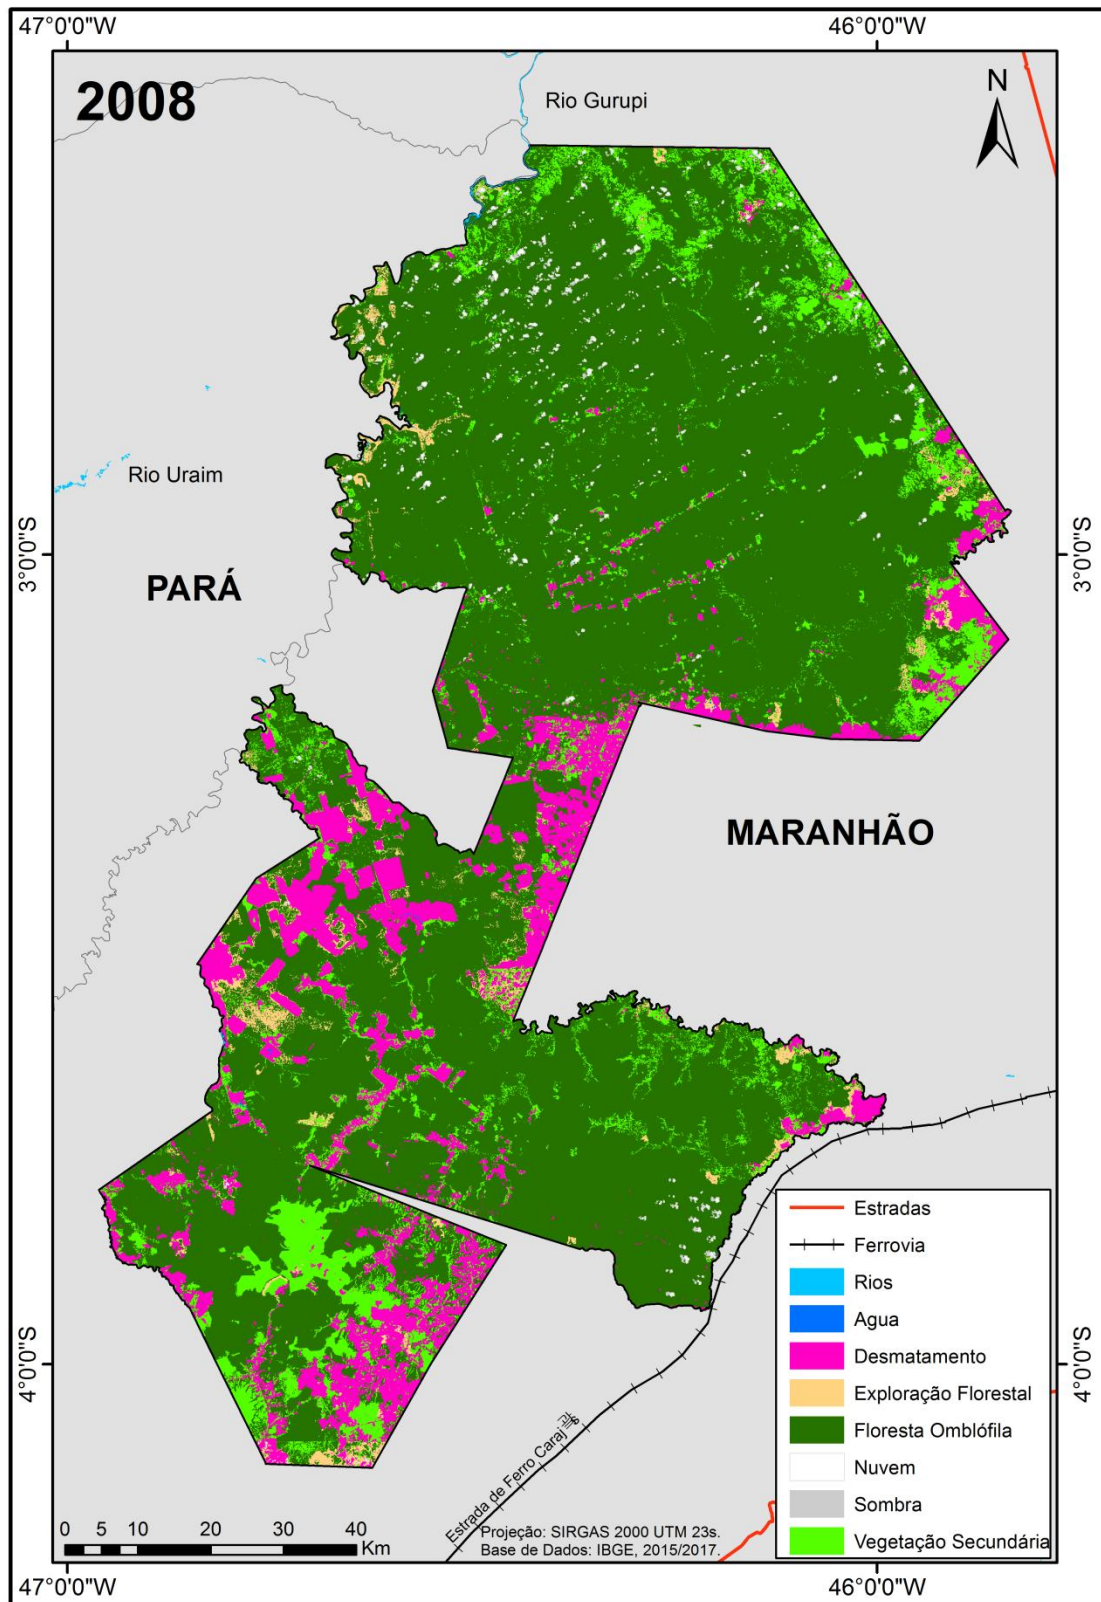 47°0'0"W
46°0'0"W
2008
Rio Gurupi
N
Rio Uraim
3°0'0"S
3°0'0"S
PARÁ
MARANHÃO
4°0'0"S
4°0'0"S
Estradas
Ferrovia
Rios
Agua
Desmatamento
Exploração Florestal
Floresta Omblófila
Nuvem
Sombra
Vegetação Secundária
Estrada de Ferro Caraj
0 5 10 20 30 40
Km
Projeção: SIRGAS 2000 UTM 23s.
Base de Dados: IBGE, 2015/2017.
47°0'0"W
46°0'0"W